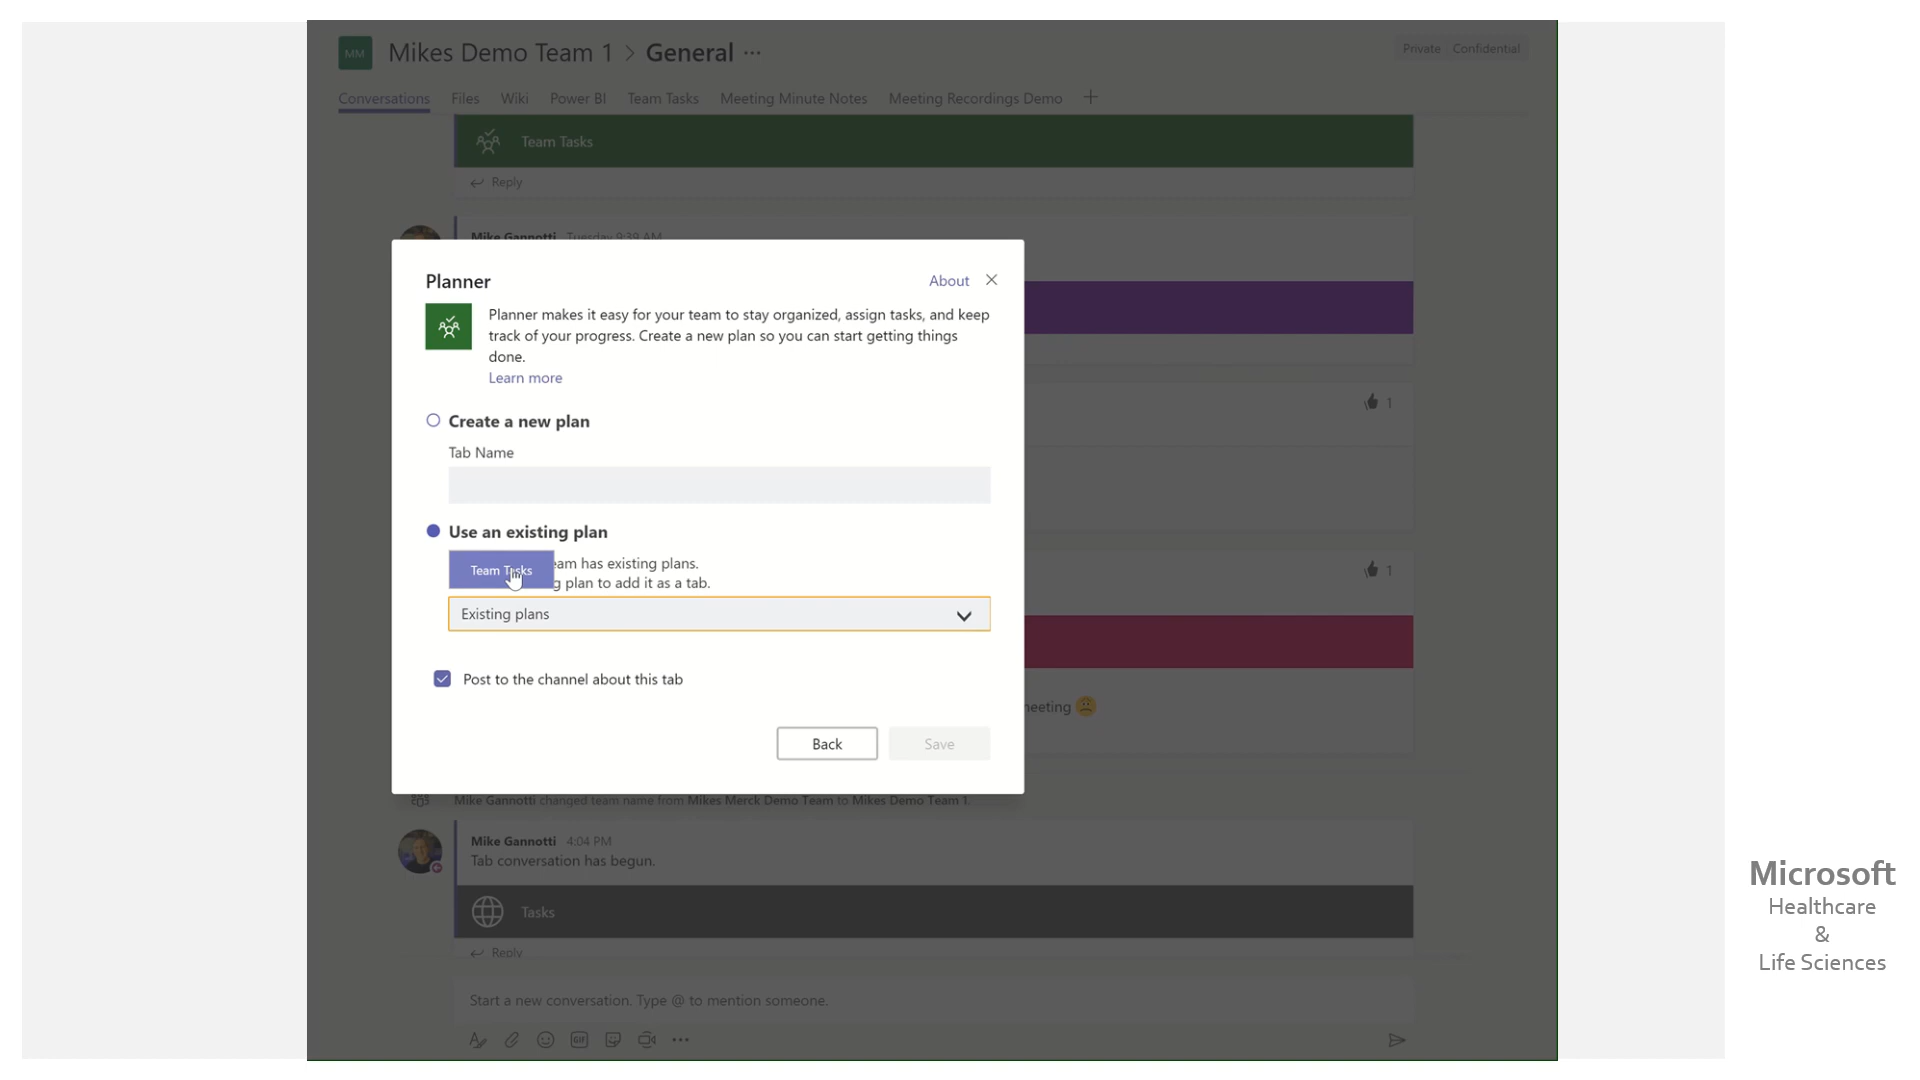 MM Mikes Demo Team 1 > General ...
Private Confidential
Conversations Files Wiki Power BI Team Tasks Meeting Minute Notes Meeting Recordings Demo +
Team Tasks
Reply
Mike Gannotti Tuesday 9:39 AM
Planner
About
Planner makes it easy for your team to stay organized, assign tasks, and keep
track of your progress. Create a new plan so you can start getting things
done.
Learn more
1
Create a new plan
Tab Name
Use an existing plan
Team Tasks
eam has existing plans.
g plan to add it as a tab.
1
Existing plans
Post to the channel about this tab
neeting
Back
Save
Mike Gannotti changed team name from Mikes Merck Demo Team to Mikes Demo Team 1.
Mike Gannotti 4:04 PM
Tab conversation has begun.
Tasks
Reply
Start a new conversation. Type @ to mention someone.
GIF
Microsoft
Healthcare
&
Life Sciences